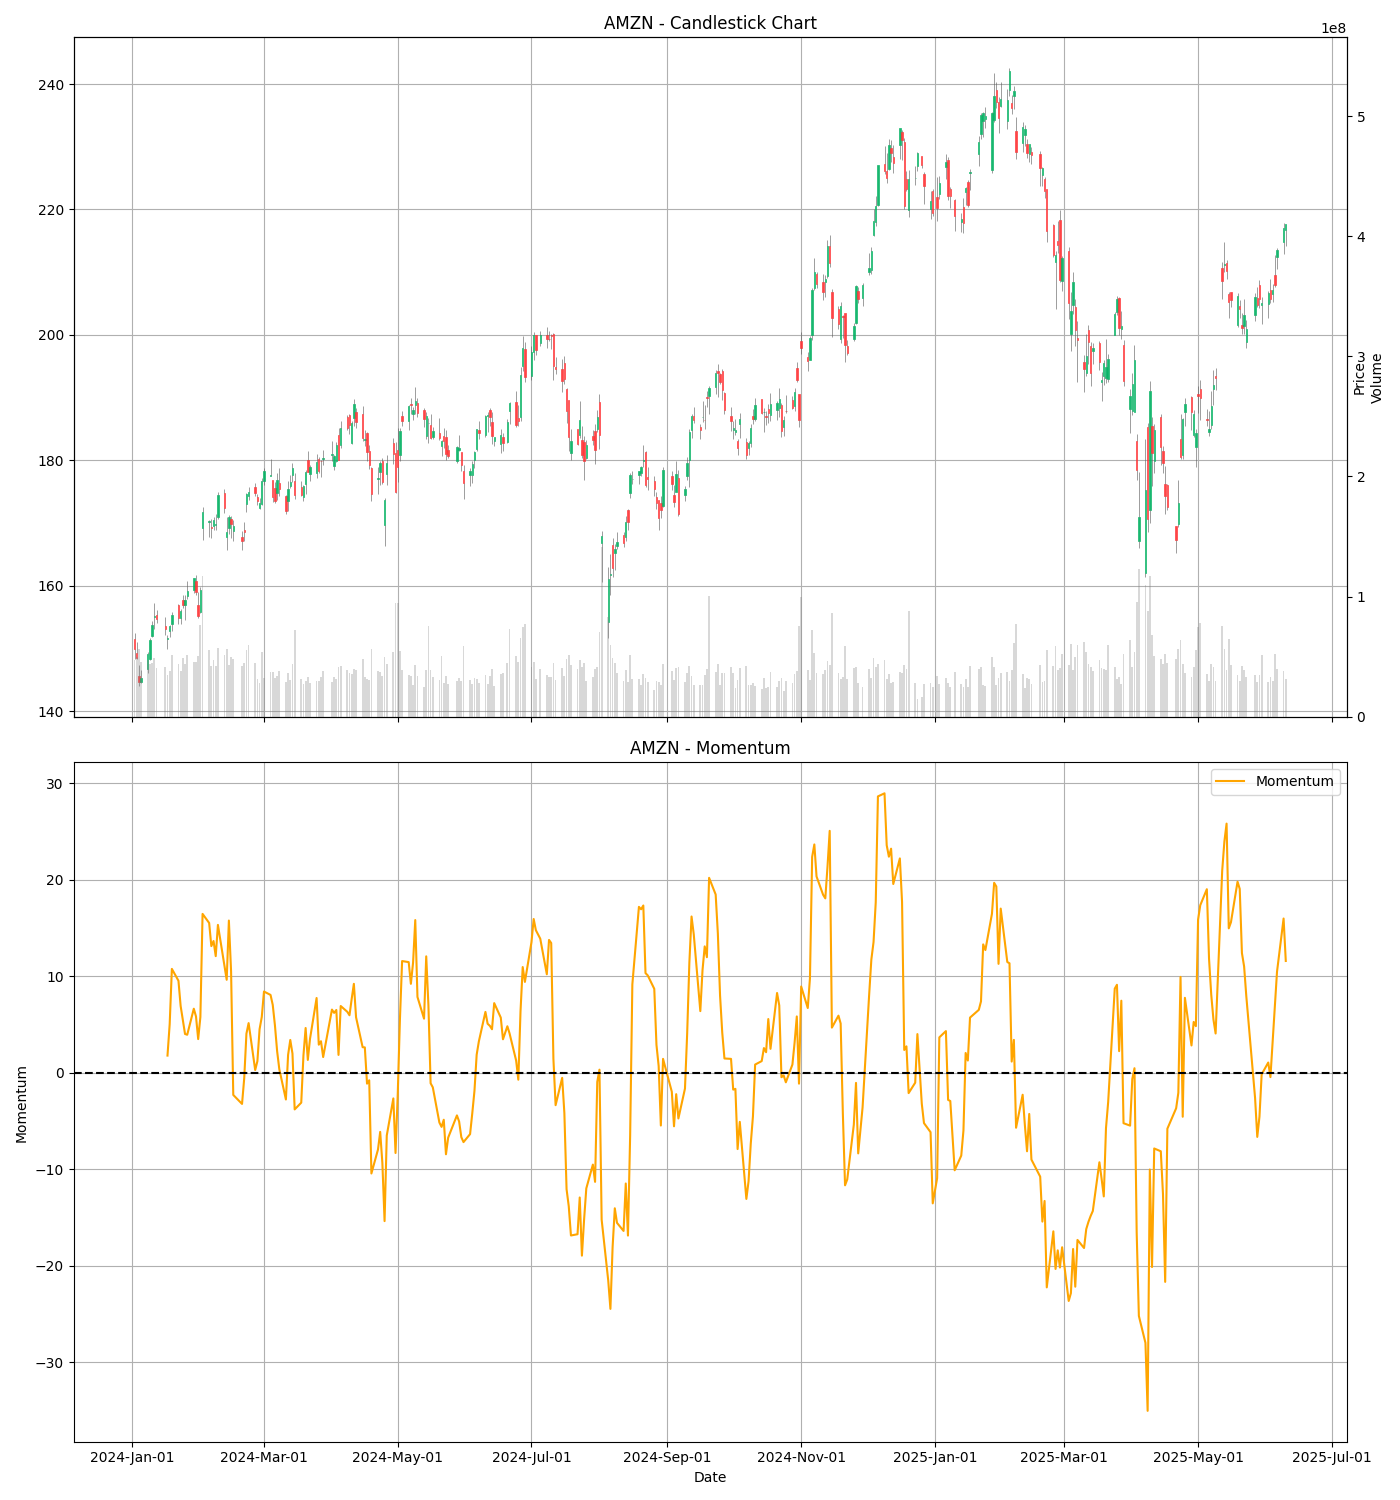 AMZN - Candlestick Chart
1e8
240
220
200
180
160
140
5
4
3
2
1
0
Price
Volume
AMZN - Momentum
Momentum
30
20
10
0
−10
−20
−30
Momentum
2024-Jan-01
2024-Mar-01
2024-May-01
2024-Jul-01
2024-Sep-01
2024-Nov-01
2025-Jan-01
2025-Mar-01
2025-May-01
2025-Jul-01
Date